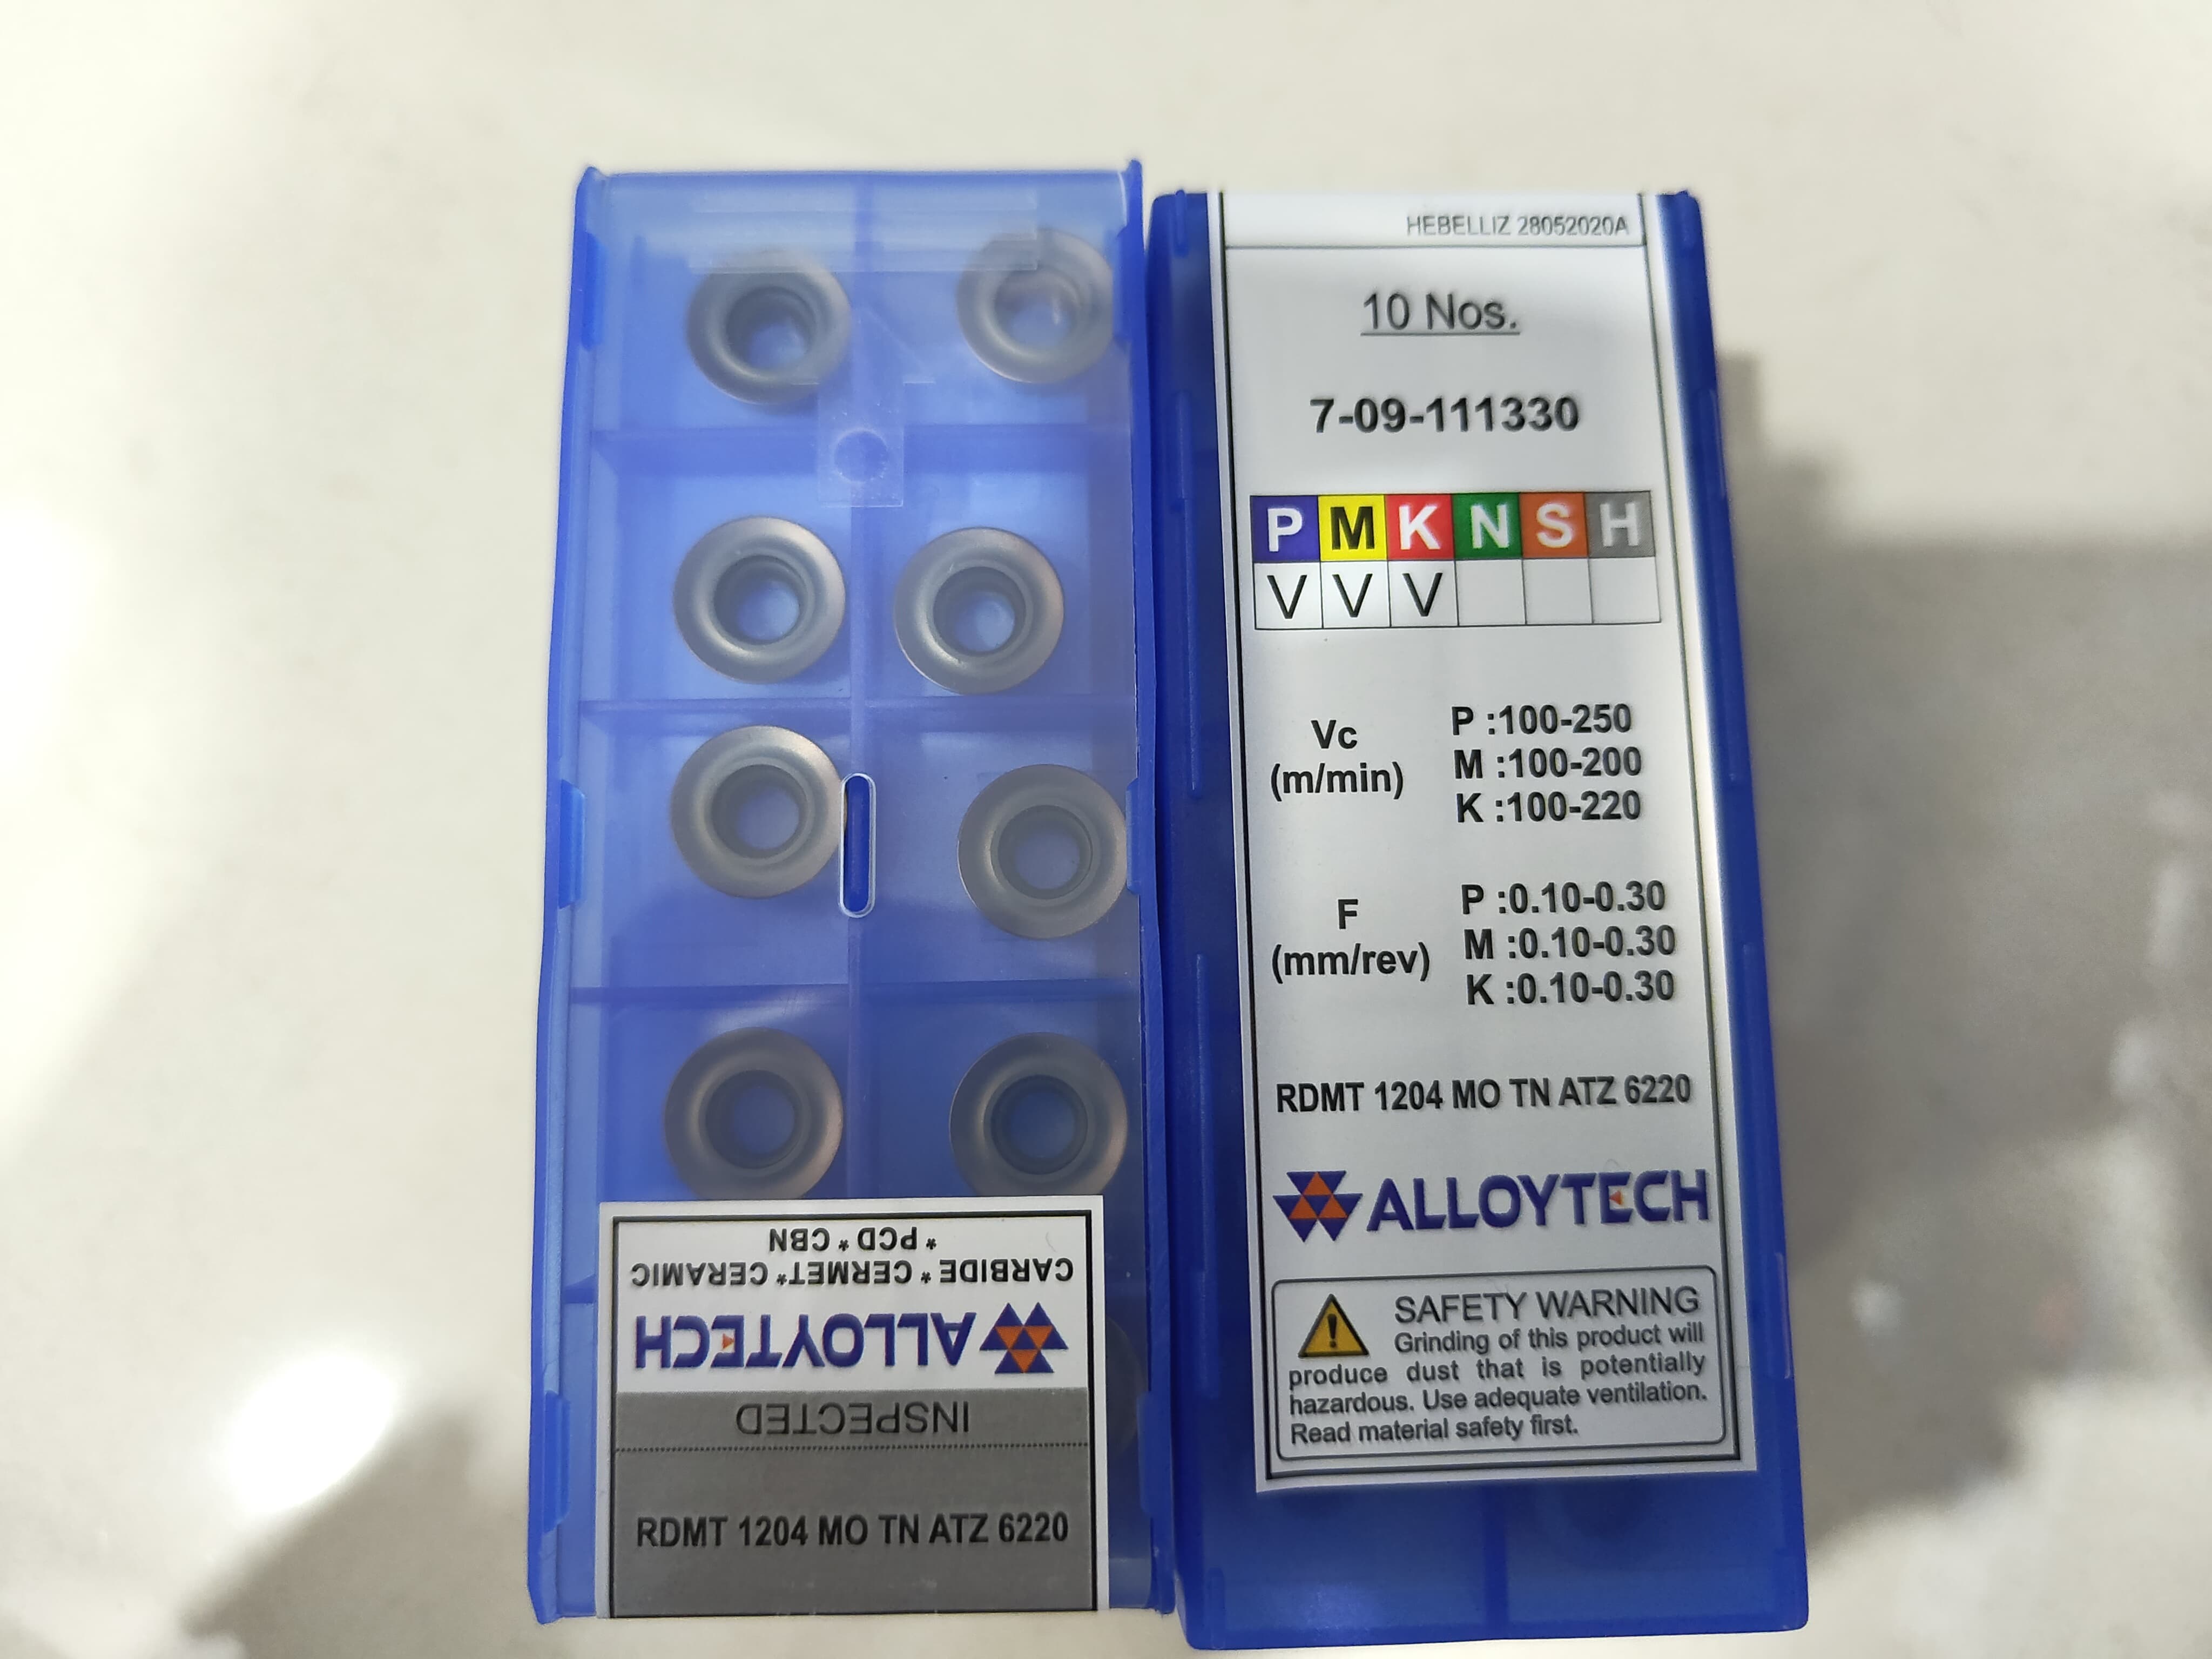 CARBIDE * CERMET* CERAMIC
* PCD * CBN
ALLOYTECH
INSPECTED
RDMT 1204 MO TN ATZ 6220
HEBELLIZ 28052020A
10 Nos.
7-09-111330
P M K N S H
V V V
Vc
(m/min)
P :100-250
M :100-200
K :100-220
F
(mm/rev)
P :0.10-0.30
M :0.10-0.30
K :0.10-0.30
RDMT 1204 MO TN ATZ 6220
ALLOYTECH
SAFETY WARNING
Grinding of this product will
produce dust that is potentially
hazardous. Use adequate ventilation.
Read material safety first.